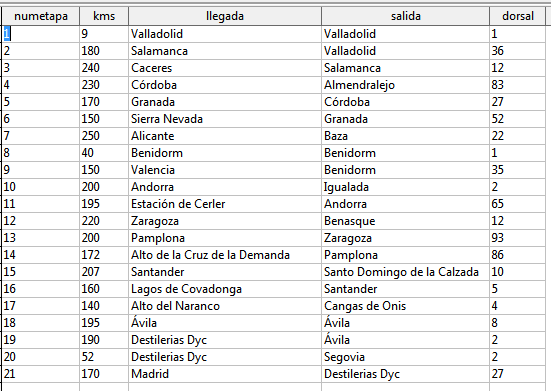 numetapa kms llegada salida dorsal
1 9 Valladolid Valladolid 1
2 180 Salamanca Valladolid 36
3 240 Caceres Salamanca 12
4 230 Córdoba Almendralejo 83
5 170 Granada Córdoba 27
6 150 Sierra Nevada Granada 52
7 250 Alicante Baza 22
8 40 Benidorm Benidorm 1
9 150 Valencia Benidorm 35
10 200 Andorra Igualada 2
11 195 Estación de Cerler Andorra 65
12 220 Zaragoza Benasque 12
13 200 Pamplona Zaragoza 93
14 172 Alto de la Cruz de la Demanda Pamplona 86
15 207 Santander Santo Domingo de la Calzada 10
16 160 Lagos de Covadonga Santander 5
17 140 Alto del Naranco Cangas de Onis 4
18 195 Ávila Ávila 8
19 190 Destilerias Dyc Ávila 2
20 52 Destilerias Dyc Segovia 2
21 170 Madrid Destilerias Dyc 27